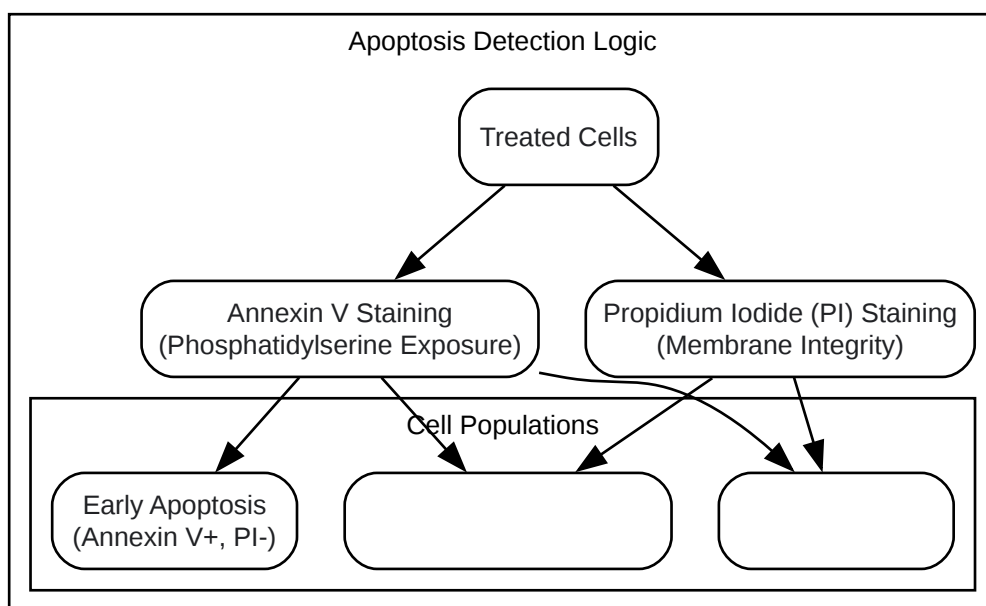 Apoptosis Detection Logic
Treated Cells
Annexin V Staining
(Phosphatidylserine Exposure)
Propidium Iodide (PI) Staining
(Membrane Integrity)
Cell Populations
Early Apoptosis
(Annexin V+, PI-)